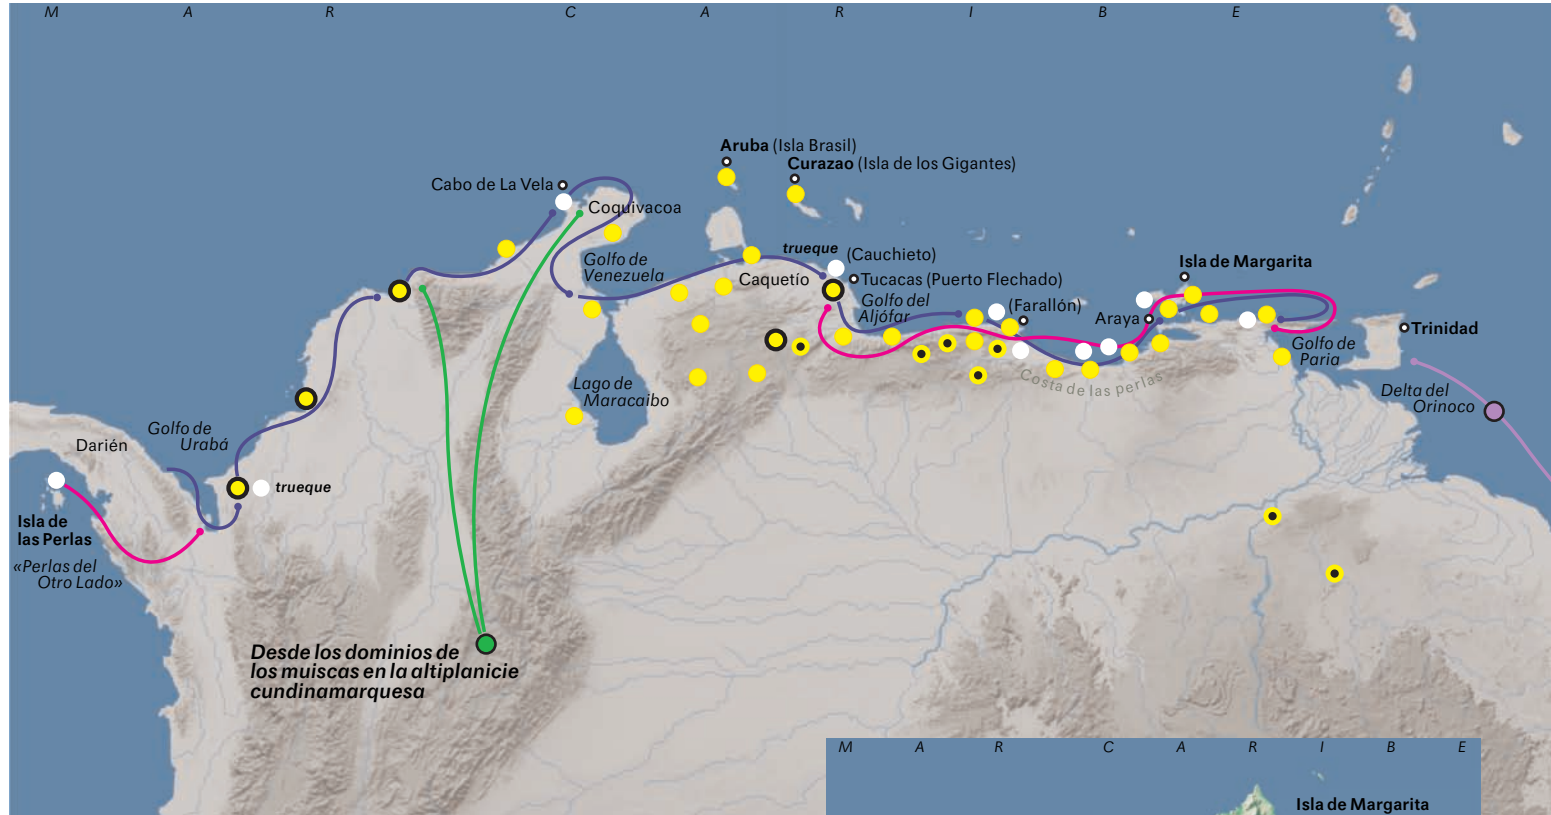 M A R C A R I B E
Aruba (Isla Brasil)
Curazao (Isla de los Gigantes)
Cabo de La Vela
Coquivacoa
trueque
(Cauchieto)
Golfo de
Venezuela
Caquetío
Tucacas (Puerto Flechado)
Isla de Margarita
Golfo del
Aljófar
(Farallón)
Araya
Trinidad
Golfo de
Paria
Costa de las perlas
Lago de
Maracaibo
Delta del
Orinoco
Golfo de
Urabá
Darién
trueque
Isla de
las Perlas
«Perlas del
Otro Lado»
Desde los dominios de
los muiscas en la altiplanicie
cundinamarquesa
M A R C A R I B E
Isla de Margarita